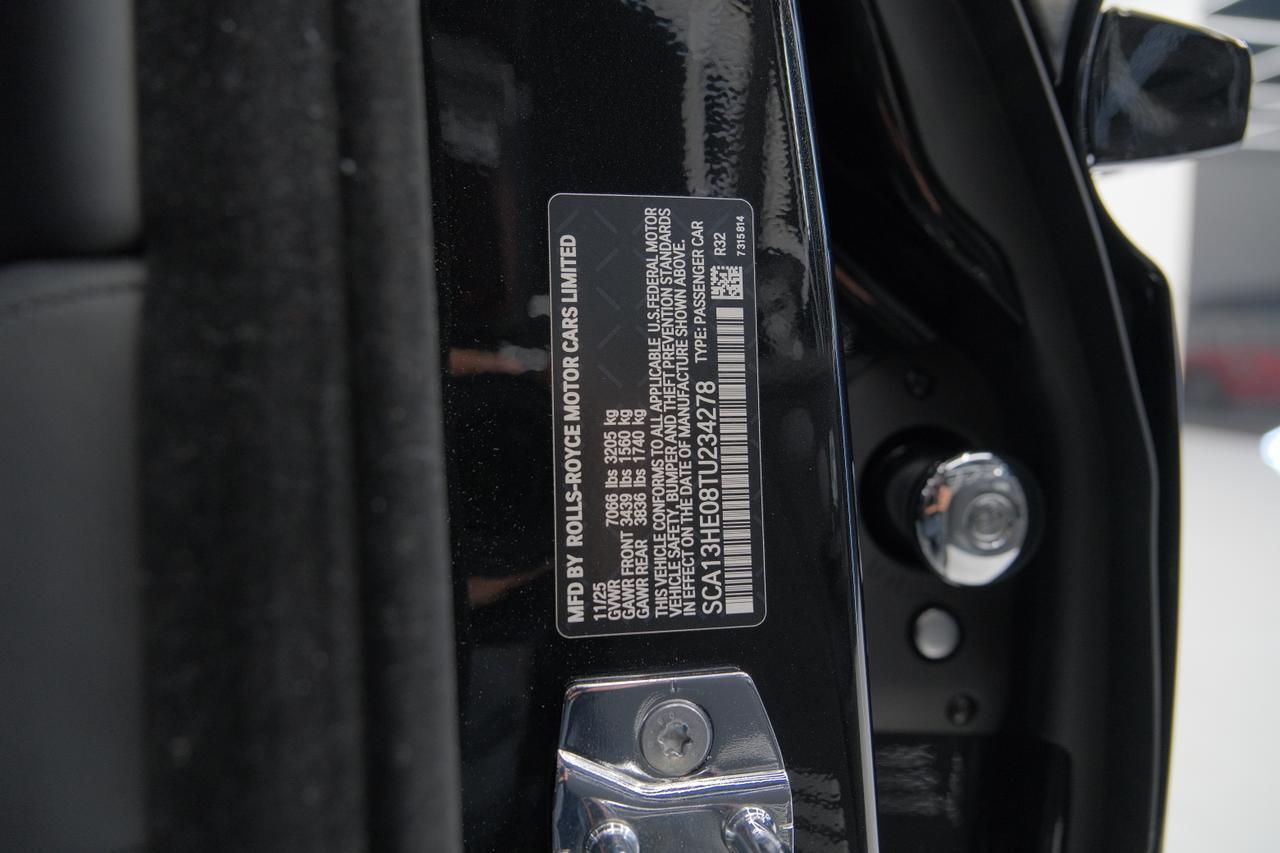 MFD BY ROLLS-ROYCE MOTOR CARS LIMITED
11/25
GVWR 7066 lbs 3205 kg
GAWR FRONT 3439 lbs 1560 kg
GAWR REAR 3836 lbs 1740 kg
THIS VEHICLE CONFORMS TO ALL APPLICABLE U.S.FEDERAL MOTOR
VEHICLE SAFETY, BUMPER AND THEFT PREVENTION STANDARDS
IN EFFECT ON THE DATE OF MANUFACTURE SHOWN ABOVE.
SCA13HE08TU234278 TYPE: PASSENGER CAR
R32
7315814